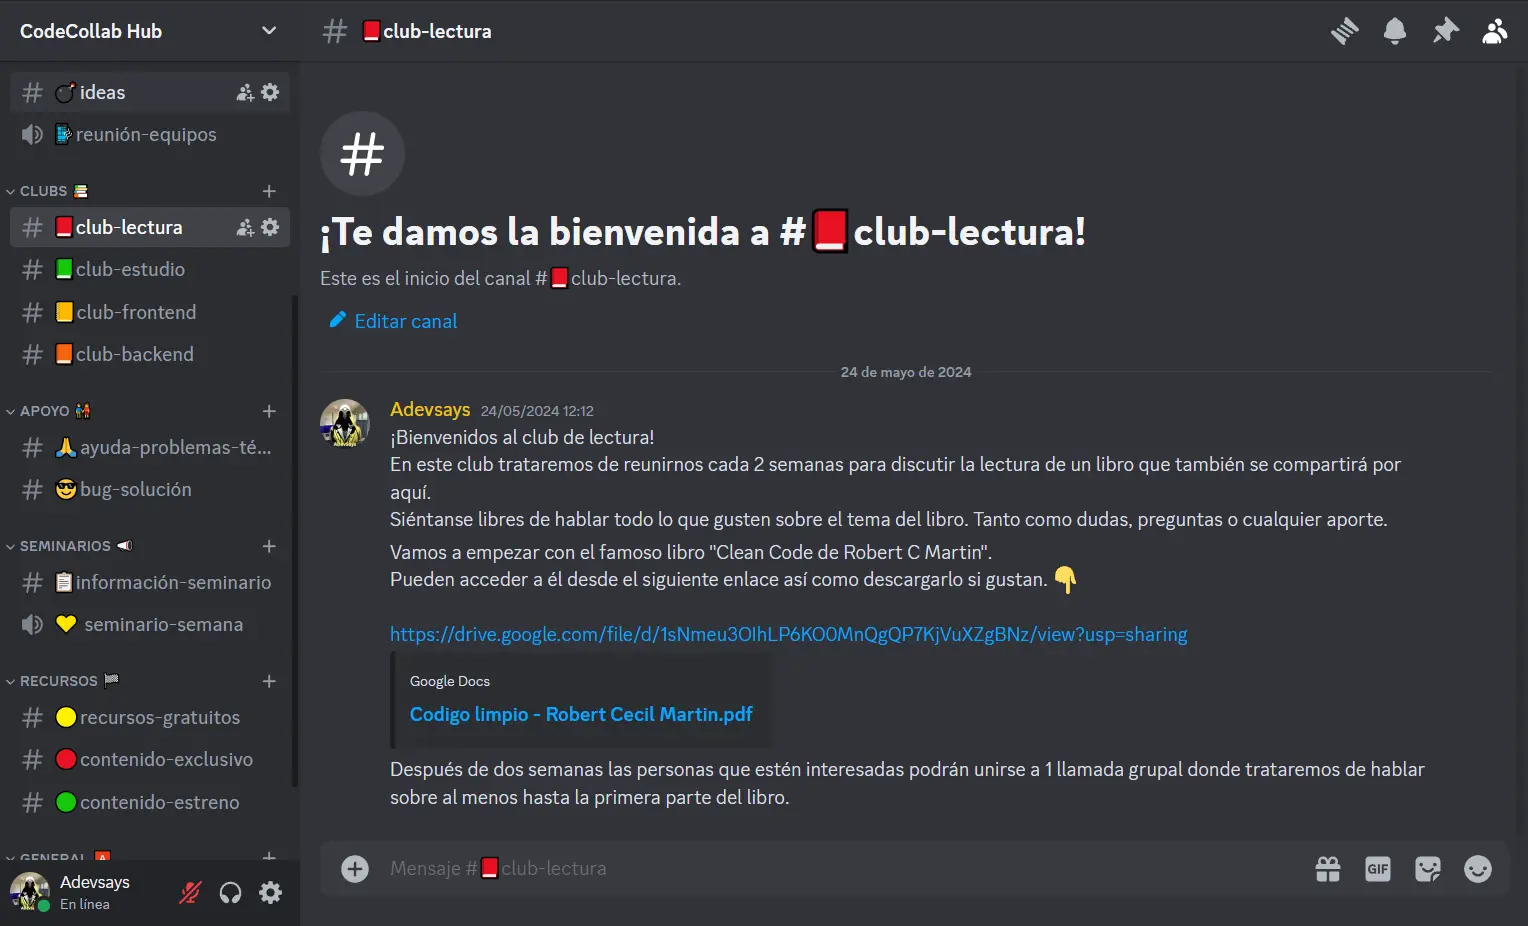 CodeCollab Hub
ideas
reunión-equipos
CLUBS
club-lectura
club-estudio
club-frontend
club-backend
APOYO
ayuda-problemas-té...
bug-solución
SEMINARIOS
información-seminario
seminario-semana
RECURSOS
recursos-gratuitos
contenido-exclusivo
contenido-estreno
GENERAL
Adevsays
En línea
# club-lectura
¡Te damos la bienvenida a #club-lectura!
Este es el inicio del canal #club-lectura.
Editar canal
24 de mayo de 2024
Adevsays 24/05/2024 12:12
¡Bienvenidos al club de lectura!
En este club trataremos de reunirnos cada 2 semanas para discutir la lectura de un libro que también se compartirá por
aquí.
Siéntanse libres de hablar todo lo que gusten sobre el tema del libro. Tanto como dudas, preguntas o cualquier aporte.
Vamos a empezar con el famoso libro "Clean Code de Robert C Martin".
Pueden acceder a él desde el siguiente enlace así como descargarlo si gustan. 👇
https://drive.google.com/file/d/1sNmeu3OIhLP6KO0MnQgQP7KjVuXZgBNz/view?usp=sharing
Google Docs
Codigo limpio - Robert Cecil Martin.pdf
Después de dos semanas las personas que estén interesadas podrán unirse a 1 llamada grupal donde trataremos de hablar
sobre al menos hasta la primera parte del libro.
Mensaje #club-lectura
GIF